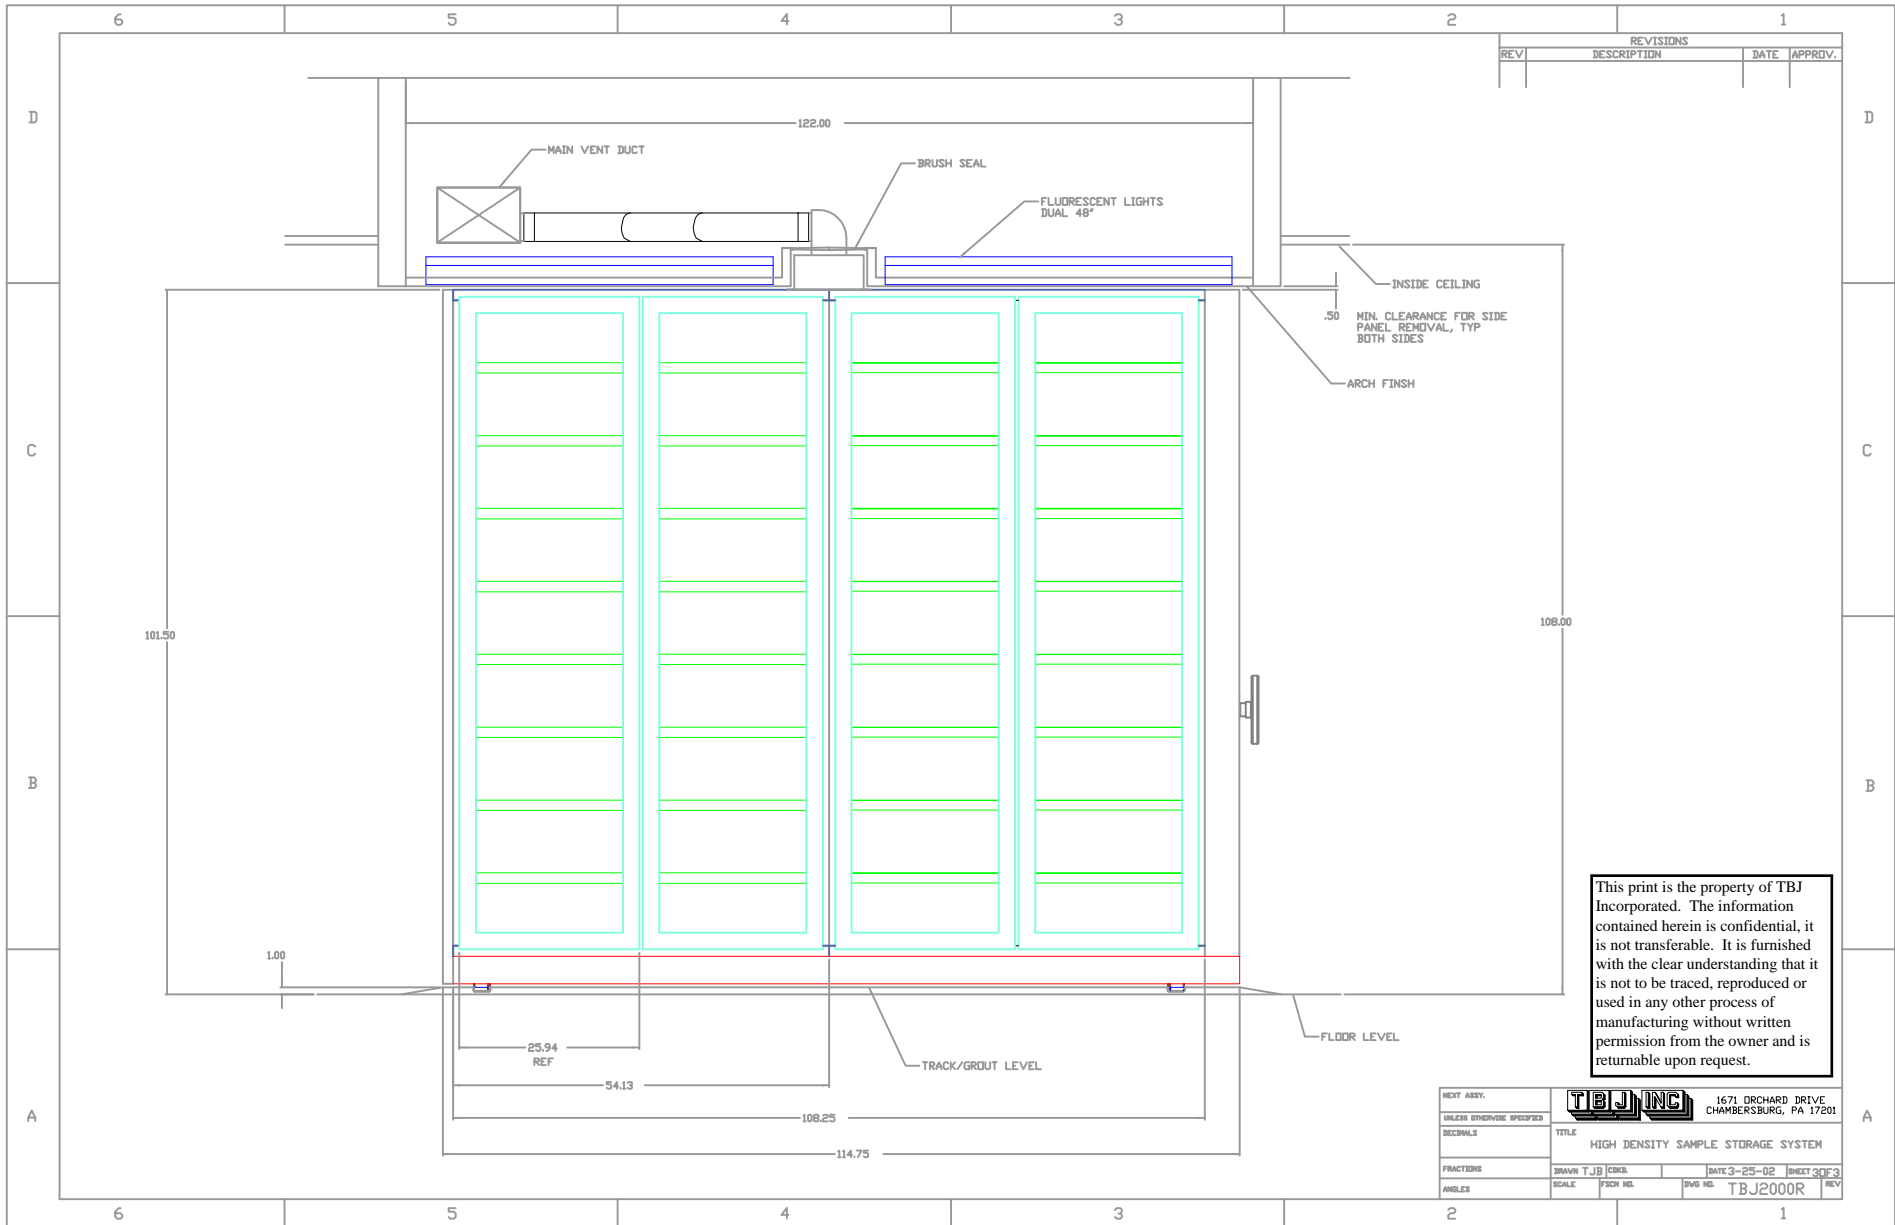 6 5 4 3 2 1
REVISIONS
REV DESCRIPTION DATE APPROV.
D D
122.00
MAIN VENT DUCT
BRUSH SEAL
FLUORESCENT LIGHTS
DUAL 48"
INSIDE CEILING
.50 MIN. CLEARANCE FOR SIDE
PANEL REMOVAL, TYP
BOTH SIDES
ARCH FINSH
C C
101.50
108.00
B B
This print is the property of TBJ
Incorporated. The information
contained herein is confidential, it
is not transferable. It is furnished
with the clear understanding that it
is not to be traced, reproduced or
used in any other process of
manufacturing without written
permission from the owner and is
returnable upon request.
1.00
FLOOR LEVEL
25.94
REF
TRACK/GROUT LEVEL
54.13
108.25
114.75
A A
NEXT ASSY.
UNLESS OTHERWISE SPECIFIED
DECIMALS
FRACTIONS
ANGLES
TBJ INC
1671 ORCHARD DRIVE
CHAMBERSBURG, PA 17201
TITLE
HIGH DENSITY SAMPLE STORAGE SYSTEM
DRAWN TJB CHKD. DATE 3-25-02 SHEET 3OF3
SCALE FSCM NO. DWG NO. TBJ2000R REV
6 5 4 3 2 1